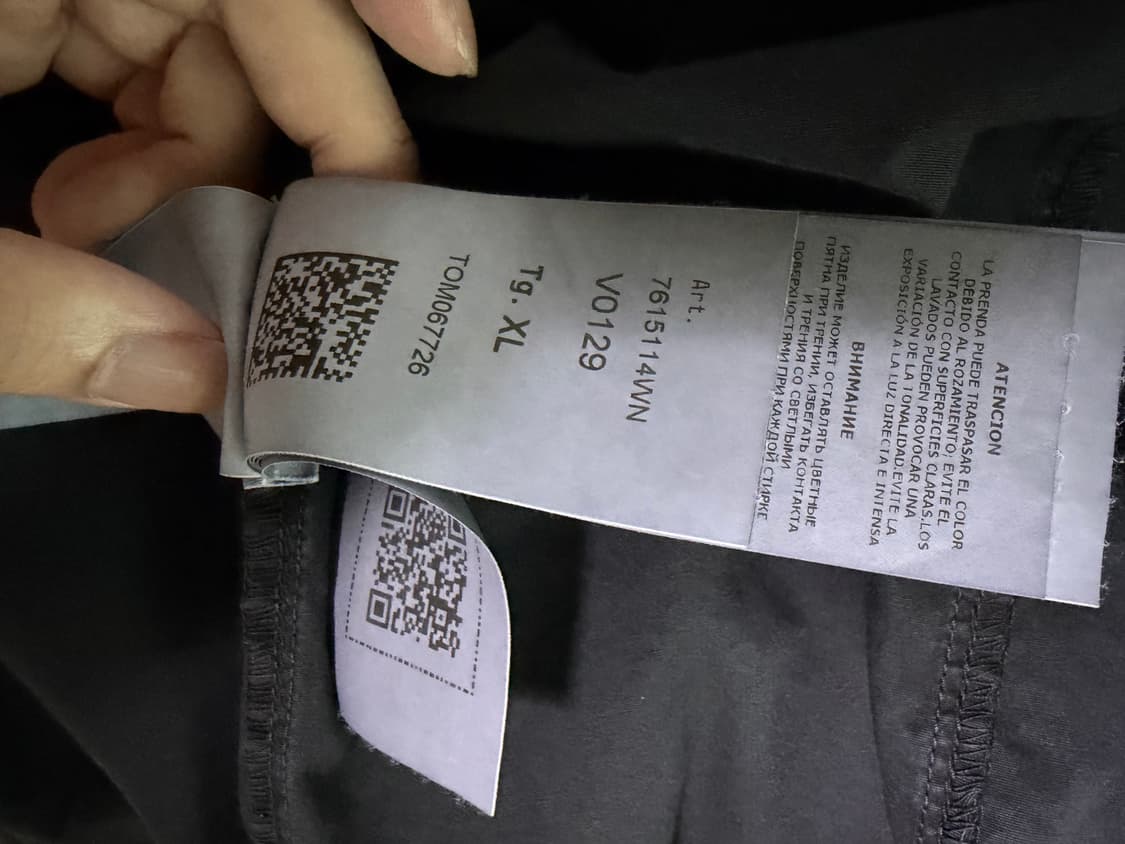 ATENCION
LA PRENDA PUEDE TRASPASAR EL COLOR
DEBIDO AL ROZAMIENTO; EVITE EL
CONTACTO CON SUPERFICIES CLARAS.LOS
LAVADOS PUEDEN PROVOCAR UNA
VARIACIÓN DE LA TONALIDAD.EVITE LA
EXPOSICIÓN A LA LUZ DIRECTA E INTENSA
ВНИМАНИЕ
ИЗДЕЛИЕ МОЖЕТ ОСТАВЛЯТЬ ЦВЕТНЫЕ
ПЯТНА ПРИ ТРЕНИИ, ИЗБЕГАТЬ КОНТАКТА
И ТРЕНИЯ СО СВЕТЛЫМИ
ПОВЕРХНОСТЯМИ ПРИ КАЖДОЙ СТИРКЕ
Art.
7615114WN
V0129
Tg. XL
TOM067726